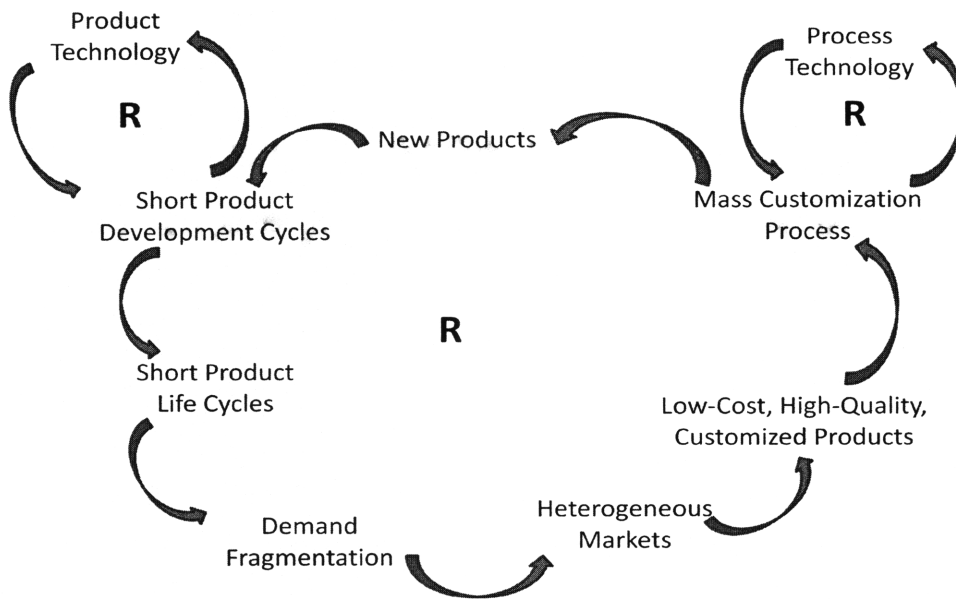 Product
Technology
R
Process
Technology
R
New Products
Short Product
Development Cycles
Mass Customization
Process
R
Short Product
Life Cycles
Low-Cost, High-Quality,
Customized Products
Demand
Fragmentation
Heterogeneous
Markets